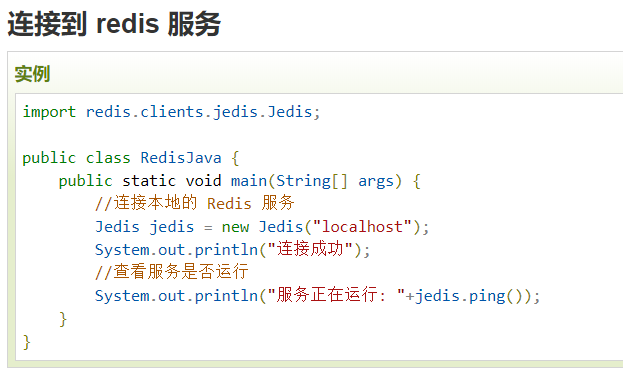 连接到 redis 服务
实例
import redis.clients.jedis.Jedis;
public class RedisJava {
    public static void main(String[] args) {
        //连接本地的 Redis 服务
        Jedis jedis = new Jedis("localhost");
        System.out.println("连接成功");
        //查看服务是否运行
        System.out.println("服务正在运行: "+jedis.ping());
    }
}